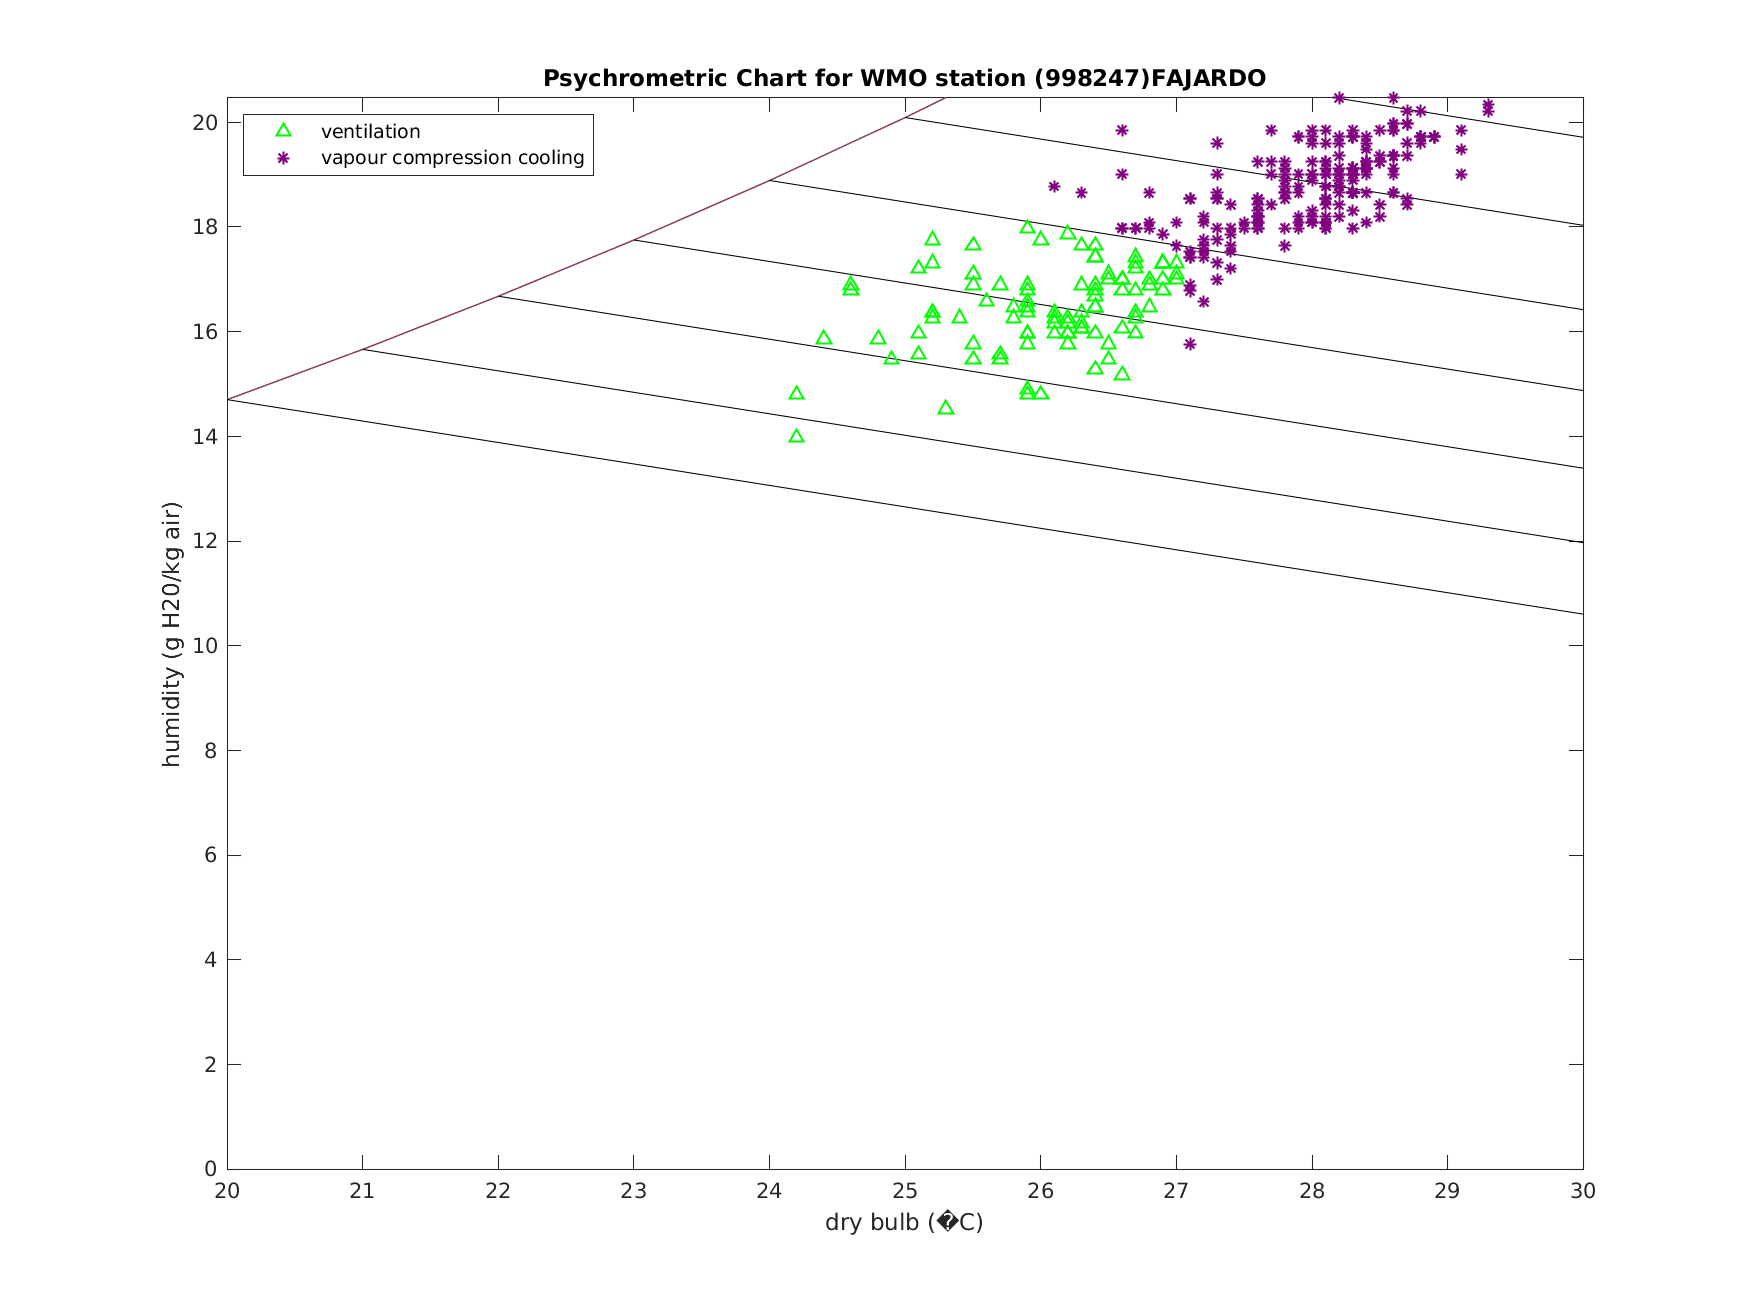 Psychrometric Chart for WMO station (998247)FAJARDO
ventilation
vapour compression cooling
humidity (g H20/kg air)
20
18
16
14
12
10
8
6
4
2
0
20 21 22 23 24 25 26 27 28 29 30
dry bulb (�C)